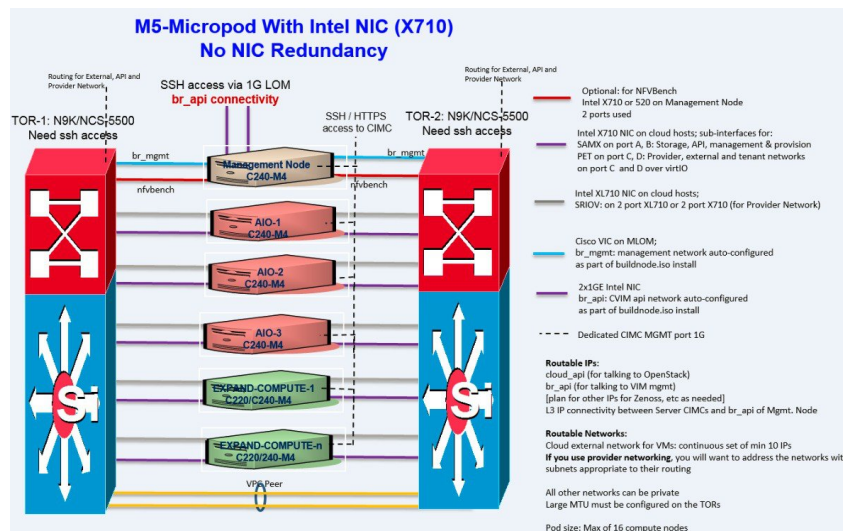 M5-Micropod With Intel NIC (X710)
No NIC Redundancy
Routing for External, API and
Provider Network
SSH access via 1G LOM
br_api connectivity
SSH / HTTPS
access to CIMC
Routing for External, API and
Provider Network
TOR-1: N9K/NCS-5500
Need ssh access
TOR-2: N9K/NCS-5500
Need ssh access
br_mgmt
Management Node
C240-M4
br_mgmt
nfvbench
nfvbench
AIO-1
C240-M4
AIO-2
C240-M4
AIO-3
C240-M4
EXPAND-COMPUTE-1
C220/C240-M4
EXPAND-COMPUTE-n
C220/240-M4
VPC Peer
Si
Si
Optional: for NFVBench
Intel X710 or 520 on Management Node
2 ports used
Intel X710 NIC on cloud hosts; sub-interfaces for:
SAMX on port A, B: Storage, API, management & provision
PET on port C, D: Provider, external and tenant networks
on port C and D over virtIO
Intel XL710 NIC on cloud hosts;
SRIOV: on 2 port XL710 or 2 port X710 (for Provider Network)
Cisco VIC on MLOM;
br_mgmt: management network auto-configured
as part of buildnode.iso install
2x1GE Intel NIC
br_api: CVIM api network auto-configured
as part of buildnode.iso install
Dedicated CIMC MGMT port 1G
Routable IPs:
cloud_api (for talking to OpenStack)
br_api (for talking to VIM mgmt)
[plan for other IPs for Zenoss, etc as needed]
L3 IP connectivity between Server CIMCs and br_api of Mgmt. Node
Routable Networks:
Cloud external network for VMs: continuous set of min 10 IPs
If you use provider networking, you will want to address the networks wit
subnets appropriate to their routing
All other networks can be private
Large MTU must be configured on the TORs
Pod size: Max of 16 compute nodes